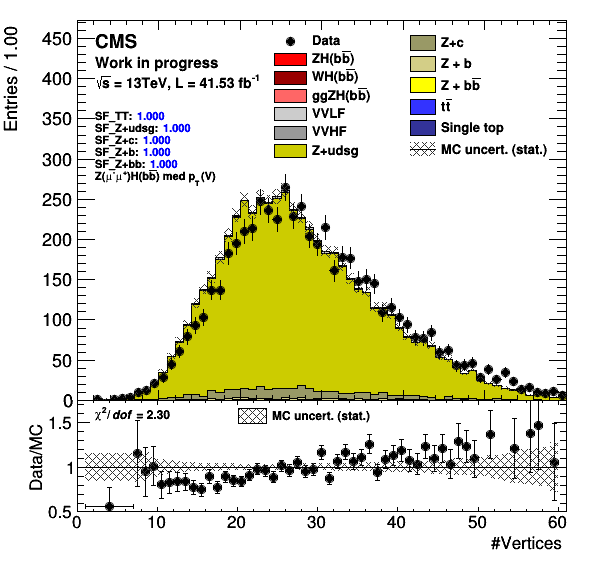 CMS
Work in progress
√s = 13TeV, L = 41.53 fb⁻¹
SF_TT: 1.000
SF_Z+udsg: 1.000
SF_Z+c: 1.000
SF_Z+b: 1.000
SF_Z+bb: 1.000
Z(μ⁻μ⁺)H(bb̅) med p_T(V)
Data
ZH(bb̅)
WH(bb̅)
ggZH(bb̅)
VVLF
VVHF
Z+udsg
Z+c
Z + b
Z + bb̅
tt̅
Single top
MC uncert. (stat.)
Entries / 1.00
450
400
350
300
250
200
150
100
50
0
χ²/dof = 2.30
MC uncert. (stat.)
Data/MC
1.5
1
0.5
0 10 20 30 40 50 60
#Vertices